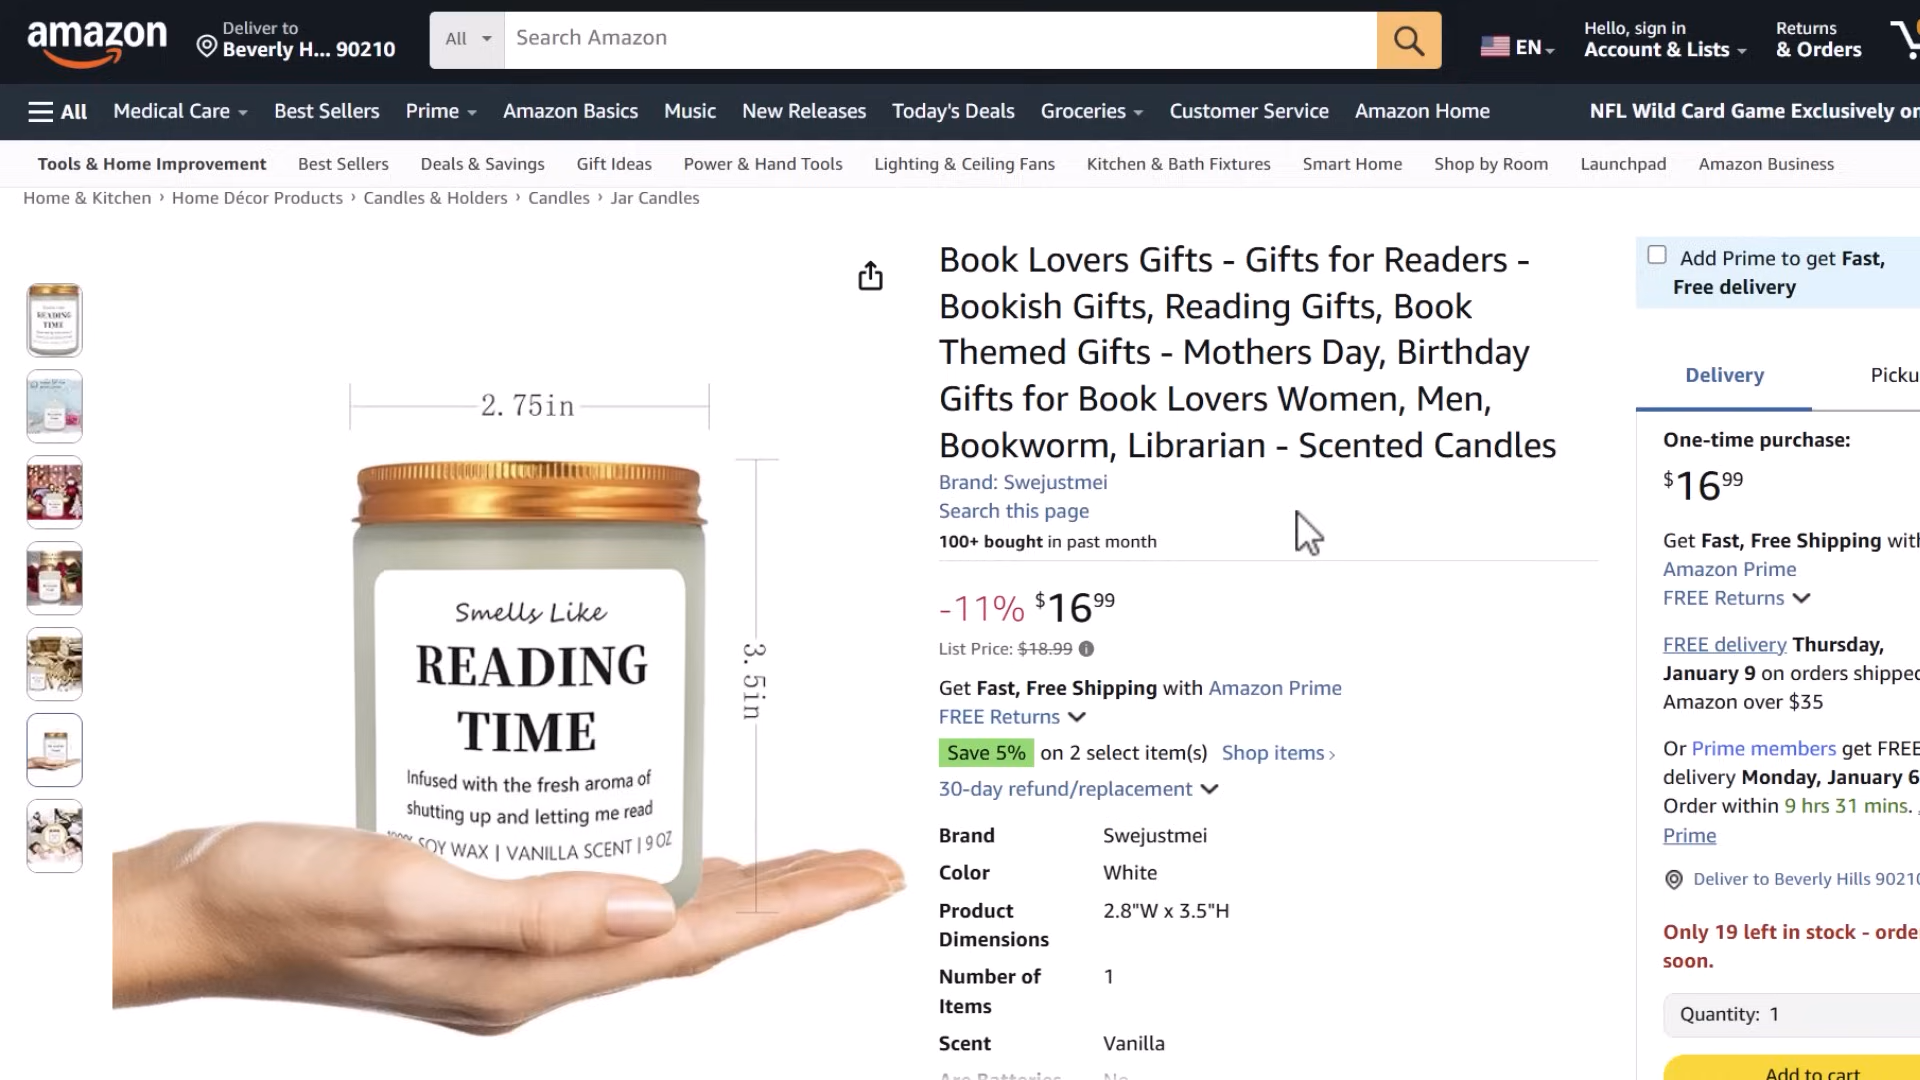 amazon
Deliver to
Beverly H... 90210
All
Search Amazon
EN
Hello, sign in
Account & Lists
Returns
& Orders
All
Medical Care
Best Sellers
Prime
Amazon Basics
Music
New Releases
Today's Deals
Groceries
Customer Service
Amazon Home
NFL Wild Card Game Exclusively on
Tools & Home Improvement
Best Sellers
Deals & Savings
Gift Ideas
Power & Hand Tools
Lighting & Ceiling Fans
Kitchen & Bath Fixtures
Smart Home
Shop by Room
Launchpad
Amazon Business
Home & Kitchen › Home Décor Products › Candles & Holders › Candles › Jar Candles
READING
TIME
2.75in
3.5in
Smells Like
READING
TIME
Infused with the fresh aroma of
shutting up and letting me read
100% SOY WAX | VANILLA SCENT | 9 OZ
Book Lovers Gifts - Gifts for Readers -
Bookish Gifts, Reading Gifts, Book
Themed Gifts - Mothers Day, Birthday
Gifts for Book Lovers Women, Men,
Bookworm, Librarian - Scented Candles
Brand: Swejustmei
Search this page
100+ bought in past month
-11% $16 99
List Price: $18.99
Get Fast, Free Shipping with Amazon Prime
FREE Returns
Save 5% on 2 select item(s) Shop items ›
30-day refund/replacement
Brand Swejustmei
Color White
Product
Dimensions
2.8"W x 3.5"H
Number of
Items
1
Scent Vanilla
Are Batteries No
Add Prime to get Fast,
Free delivery
Delivery
Picku
One-time purchase:
$16 99
Get Fast, Free Shipping with
Amazon Prime
FREE Returns
FREE delivery Thursday,
January 9 on orders shipped
Amazon over $35
Or Prime members get FREE
delivery Monday, January 6
Order within 9 hrs 31 mins.
Prime
Deliver to Beverly Hills 90210
Only 19 left in stock - orde
soon.
Quantity: 1
Add to cart